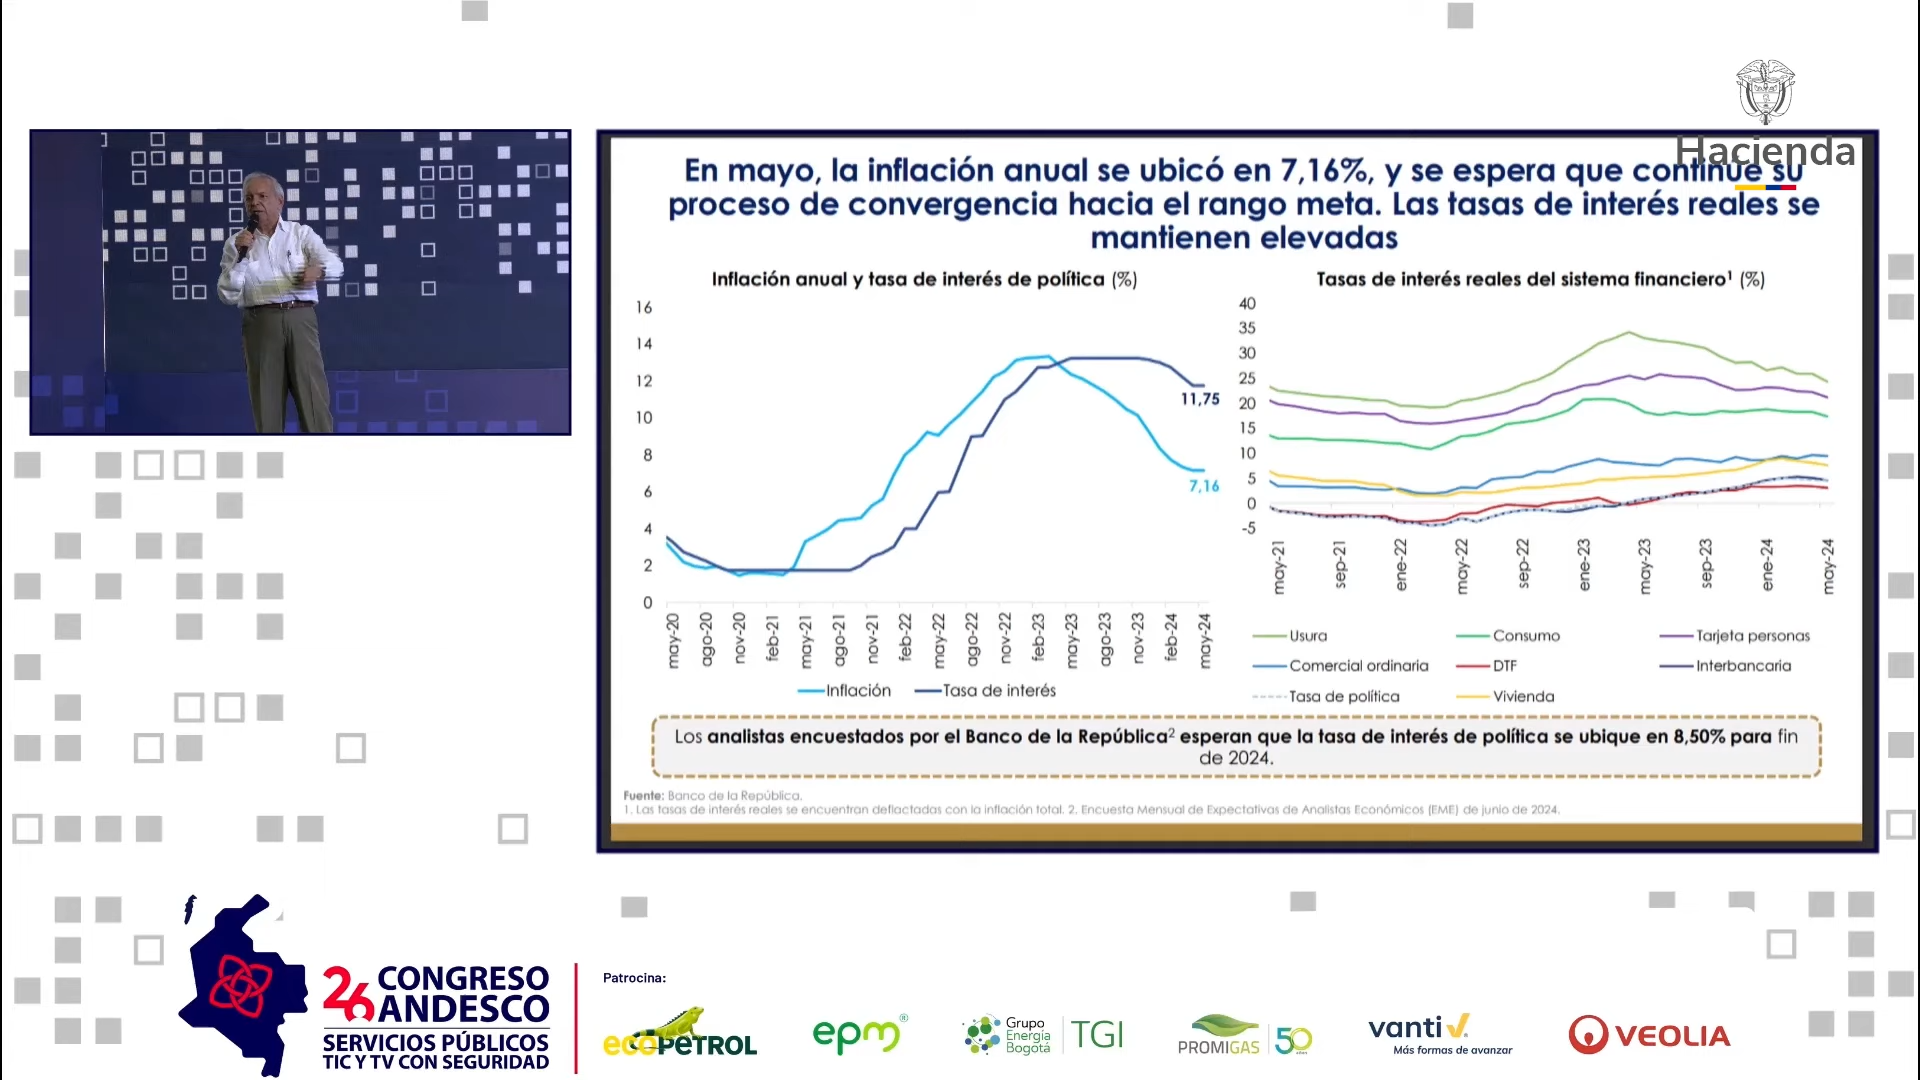 Hacienda
En mayo, la inflación anual se ubicó en 7,16%, y se espera que continúe su
proceso de convergencia hacia el rango meta. Las tasas de interés reales se
mantienen elevadas
Inflación anual y tasa de interés de política (%)
16
14
12
10
8
6
4
2
0
11,75
7,16
may-20
ago-20
nov-20
feb-21
may-21
ago-21
nov-21
feb-22
may-22
ago-22
nov-22
feb-23
may-23
ago-23
nov-23
feb-24
may-24
Inflación
Tasa de interés
Tasas de interés reales del sistema financiero¹ (%)
40
35
30
25
20
15
10
5
0
-5
may-21
sep-21
ene-22
may-22
sep-22
ene-23
may-23
sep-23
ene-24
may-24
Usura
Consumo
Tarjeta personas
Comercial ordinaria
DTF
Interbancaria
Tasa de política
Vivienda
Los analistas encuestados por el Banco de la República² esperan que la tasa de interés de política se ubique en 8,50% para fin
de 2024.
Fuente: Banco de la República.
1. Las tasas de interés reales se encuentran deflactadas con la inflación total. 2. Encuesta Mensual de Expectativas de Analistas Económicos (EME) de junio de 2024.
26 CONGRESO
ANDESCO
SERVICIOS PÚBLICOS
TIC Y TV CON SEGURIDAD
Patrocina:
ecoPETROL
epm®
Grupo
Energía
Bogotá
TGI
PROMIGAS
50
vanti
Más formas de avanzar
VEOLIA